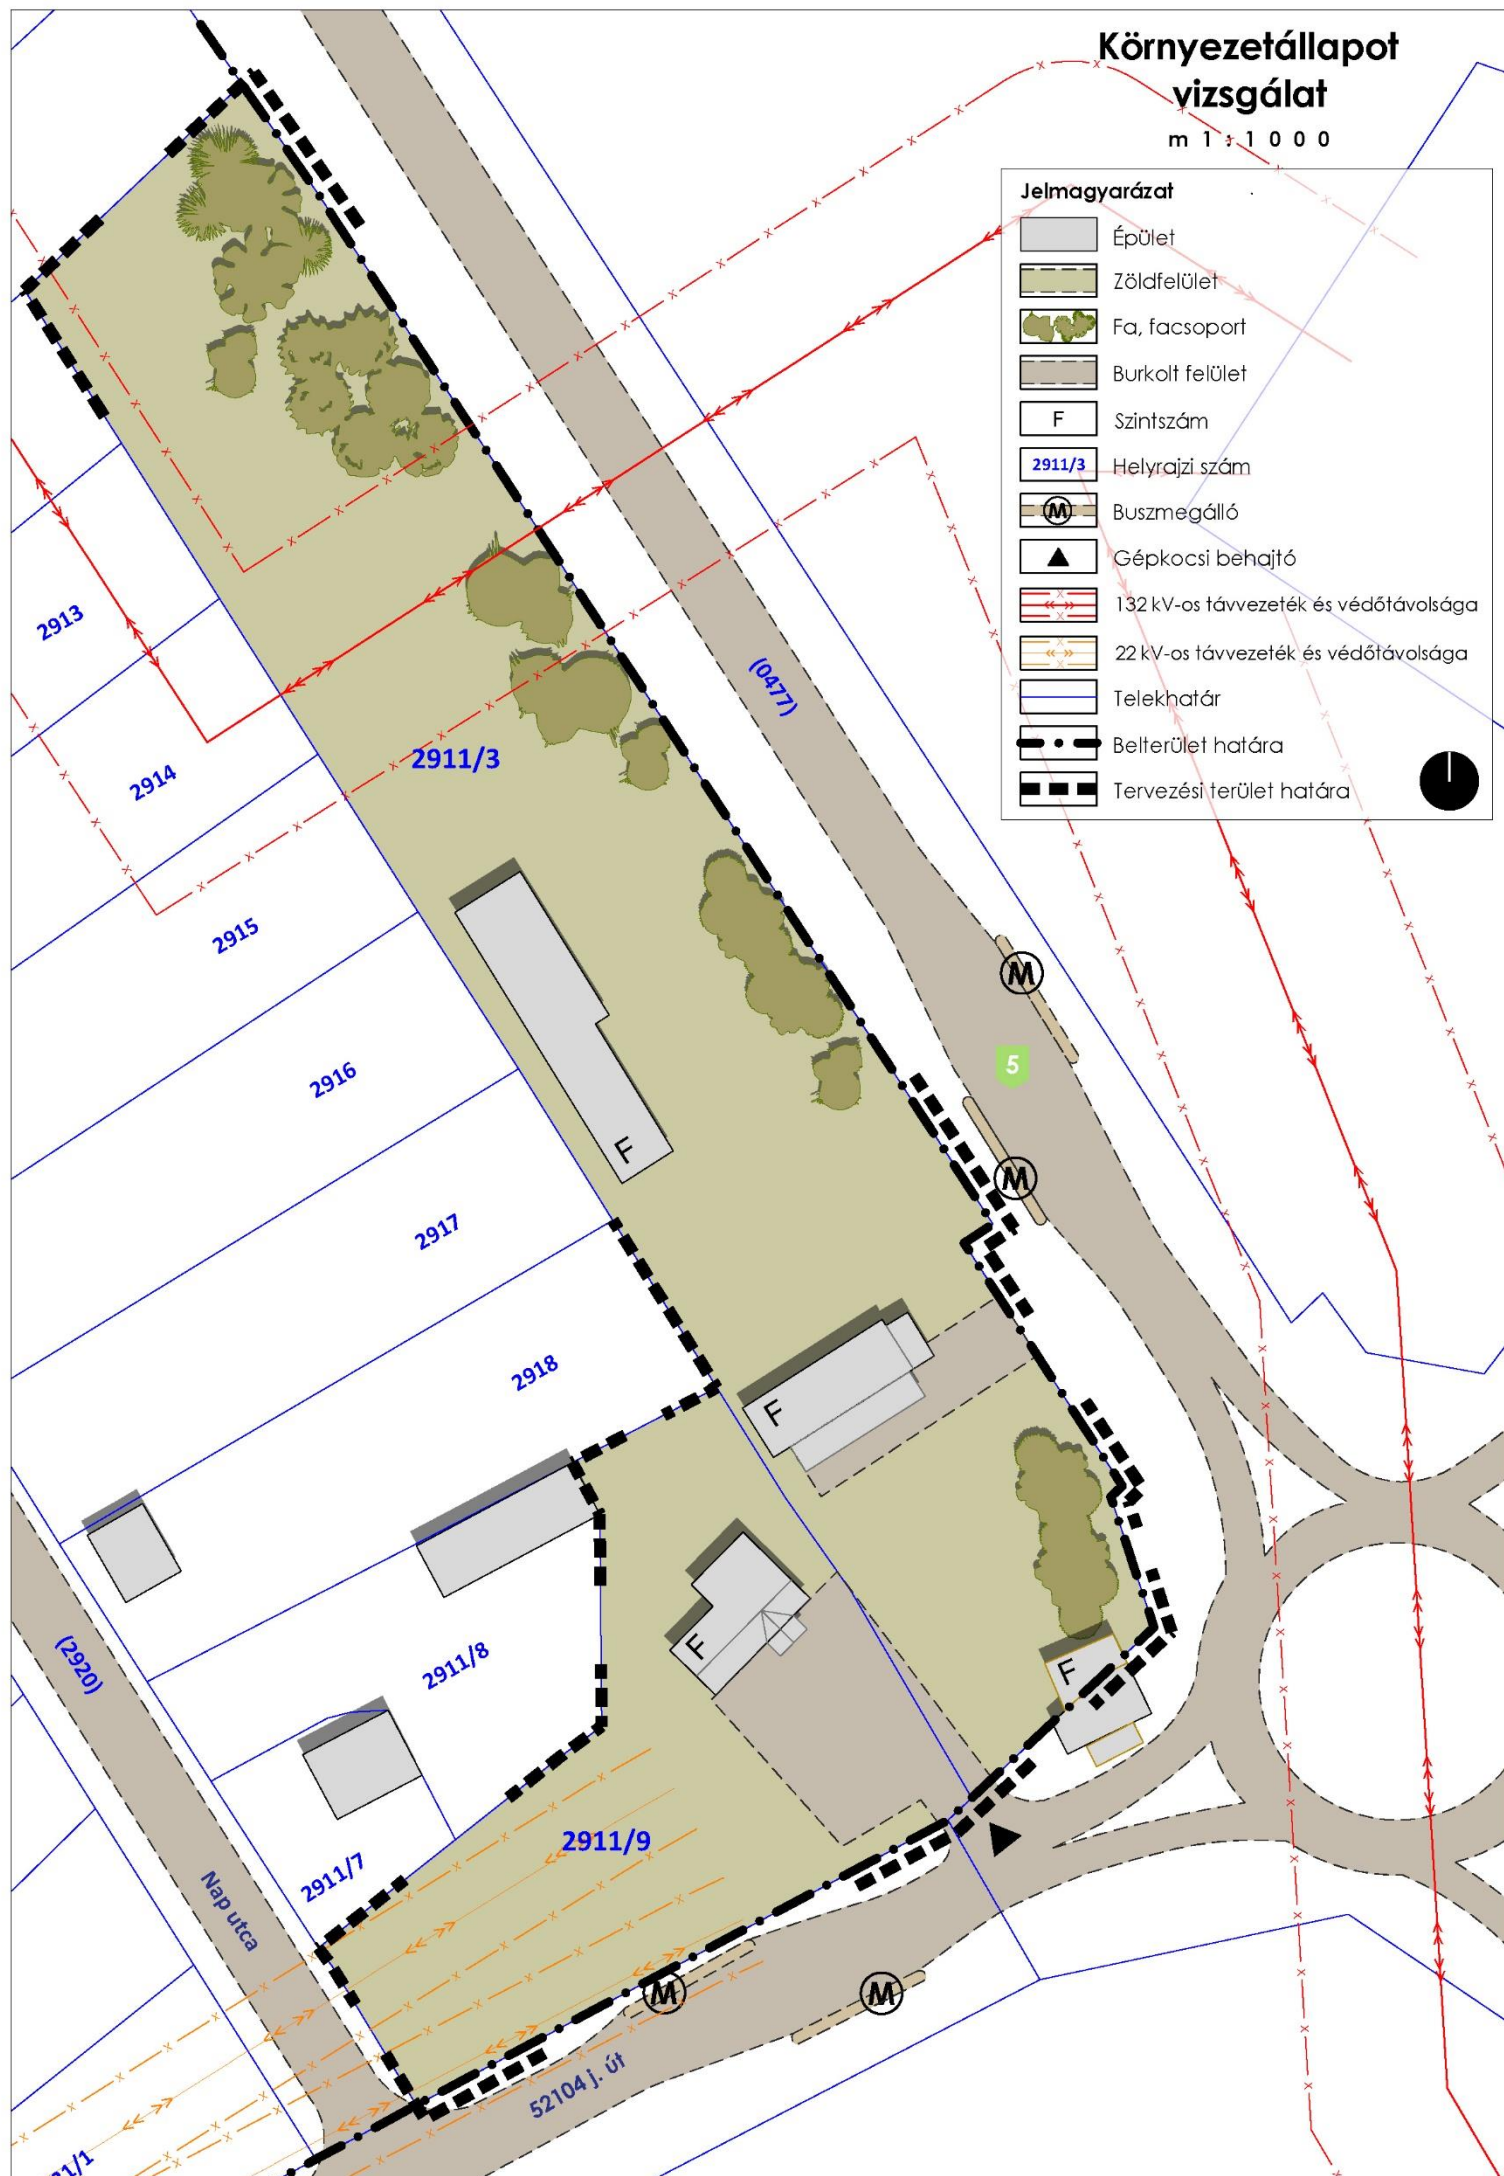 Környezetállapot
vizsgálat
m 1 : 1 0 0 0
Jelmagyarázat
Épület
Zöldfelület
Fa, facsoport
Burkolt felület
F
Szintszám
2911/3
Helyrajzi szám
M
Buszmegálló
Gépkocsi behajtó
132 kV-os távvezeték és védőtávolsága
22 kV-os távvezeték és védőtávolsága
Telekhatár
Belterület határa
Tervezési terület határa
2913
(0477)
2911/3
2914
2915
M
5
2916
F
M
2917
2918
F
(2920)
2911/8
F
F
2911/9
2911/7
Nap utca
M
M
52104 j. út